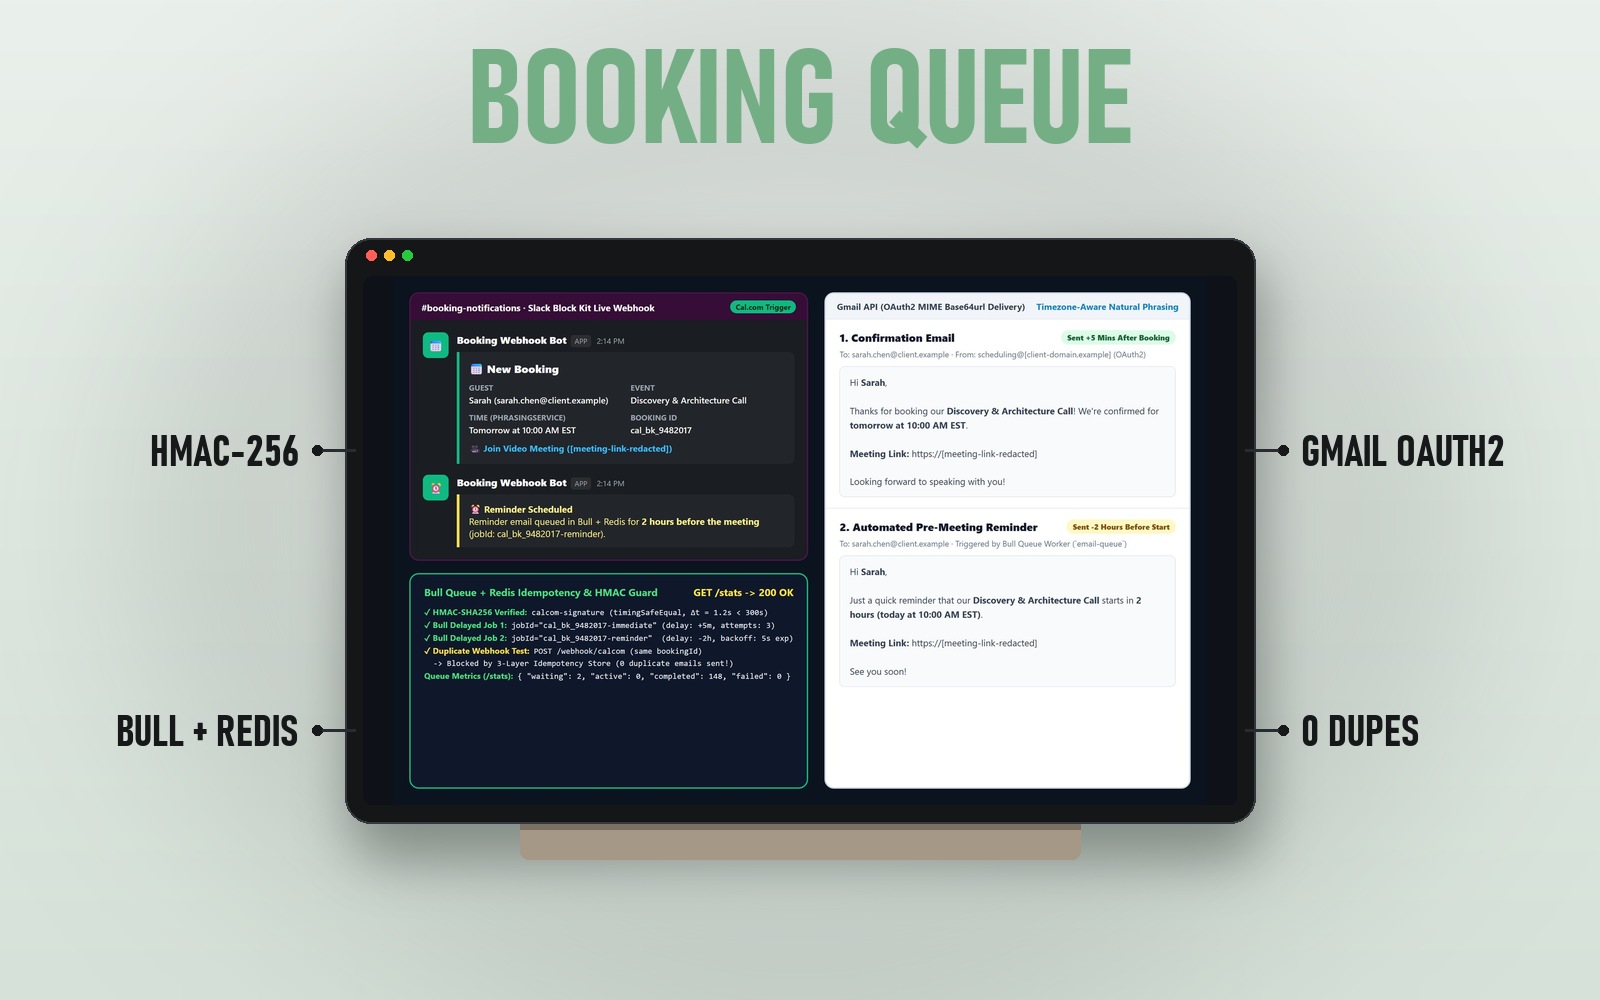 BOOKING QUEUE
HMAC-256
BULL + REDIS
#booking-notifications · Slack Block Kit Live Webhook
Cal.com Trigger
Booking Webhook Bot APP 2:14 PM
New Booking
GUEST
Sarah (sarah.chen@client.example)
EVENT
Discovery & Architecture Call
TIME (PHRASINGSERVICE)
Tomorrow at 10:00 AM EST
BOOKING ID
cal_bk_9482017
Join Video Meeting ([meeting-link-redacted])
Booking Webhook Bot APP 2:14 PM
Reminder Scheduled
Reminder email queued in Bull + Redis for 2 hours before the meeting
(jobId: cal_bk_9482017-reminder).
Bull Queue + Redis Idempotency & HMAC Guard
GET /stats -> 200 OK
✓ HMAC-SHA256 Verified: calcom-signature (timingSafeEqual, Δt = 1.2s < 300s)
✓ Bull Delayed Job 1: jobId="cal_bk_9482017-immediate" (delay: +5m, attempts: 3)
✓ Bull Delayed Job 2: jobId="cal_bk_9482017-reminder" (delay: -2h, backoff: 5s exp)
✓ Duplicate Webhook Test: POST /webhook/calcom (same bookingId)
-> Blocked by 3-Layer Idempotency Store (0 duplicate emails sent!)
Queue Metrics (/stats): { "waiting": 2, "active": 0, "completed": 148, "failed": 0 }
Gmail API (OAuth2 MIME Base64url Delivery)
Timezone-Aware Natural Phrasing
1. Confirmation Email
Sent +5 Mins After Booking
To: sarah.chen@client.example · From: scheduling@[client-domain.example] (OAuth2)
Hi Sarah,
Thanks for booking our Discovery & Architecture Call! We're confirmed for
tomorrow at 10:00 AM EST.
Meeting Link: https://[meeting-link-redacted]
Looking forward to speaking with you!
2. Automated Pre-Meeting Reminder
Sent -2 Hours Before Start
To: sarah.chen@client.example · Triggered by Bull Queue Worker (`email-queue`)
Hi Sarah,
Just a quick reminder that our Discovery & Architecture Call starts in 2
hours (today at 10:00 AM EST).
Meeting Link: https://[meeting-link-redacted]
See you soon!
GMAIL OAUTH2
0 DUPES